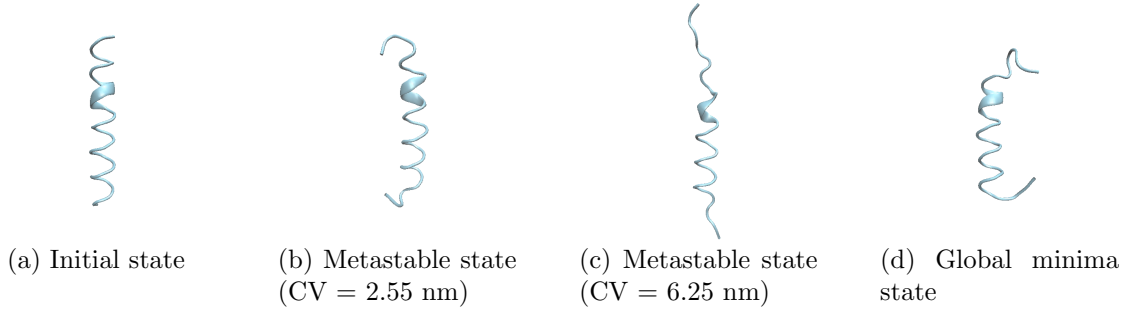 (a) Initial state
(b) Metastable state
(CV = 2.55 nm)
(c) Metastable state
(CV = 6.25 nm)
(d) Global minima
state